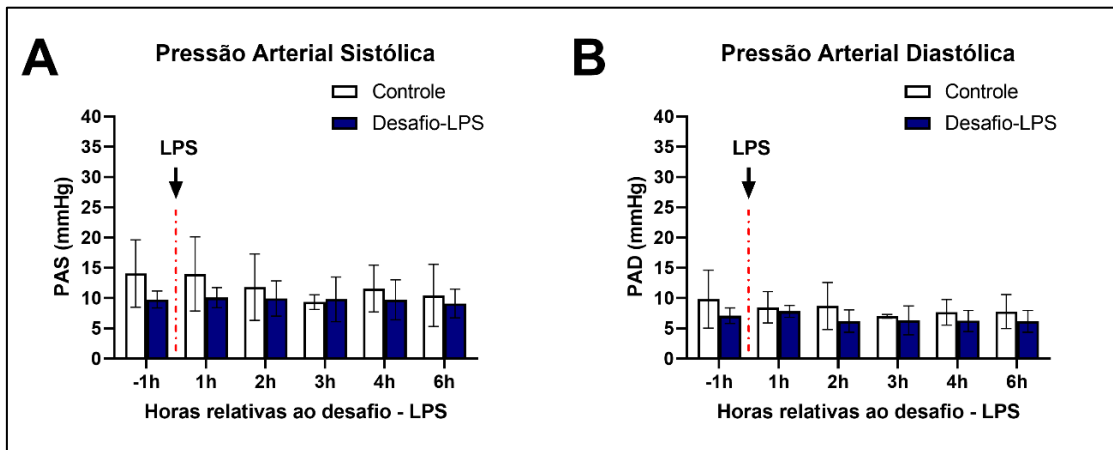 A
Pressão Arterial Sistólica
Controle
Desafio-LPS
LPS
PAS (mmHg)
40
35
30
25
20
15
10
5
0
-1h 1h 2h 3h 4h 6h
Horas relativas ao desafio - LPS
B
Pressão Arterial Diastólica
Controle
Desafio-LPS
LPS
PAD (mmHg)
40
35
30
25
20
15
10
5
0
-1h 1h 2h 3h 4h 6h
Horas relativas ao desafio - LPS